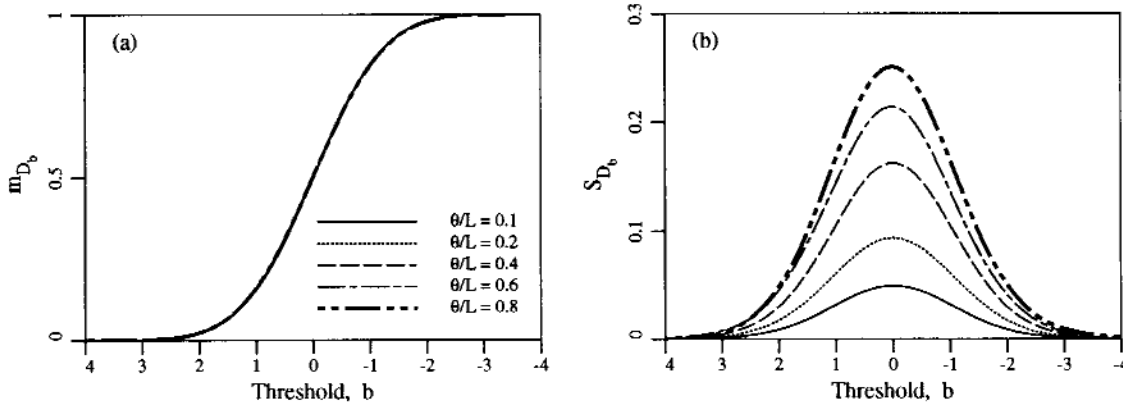 (a)
1
0.5
0
m_{D_b}
4 3 2 1 0 -1 -2 -3 -4
Threshold, b
θ/L = 0.1
θ/L = 0.2
θ/L = 0.4
θ/L = 0.6
θ/L = 0.8
(b)
0.3
0.2
0.1
0
S_{D_b}
4 3 2 1 0 -1 -2 -3 -4
Threshold, b